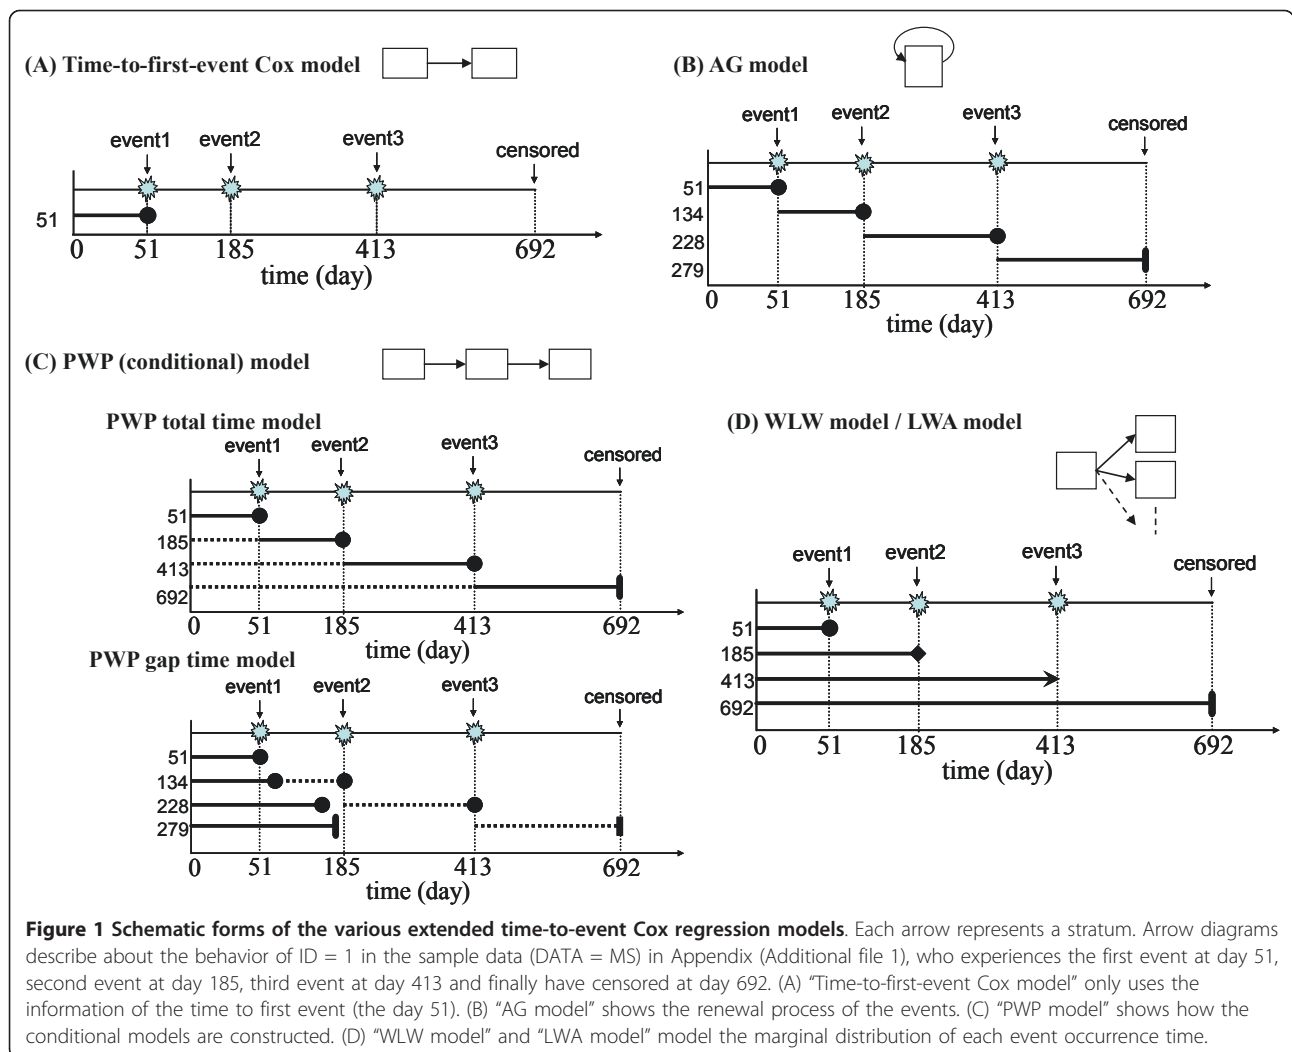 (A) Time-to-first-event Cox model
event1 event2 event3 censored
51
0 51 185 413 692
time (day)
(B) AG model
event1 event2 event3 censored
51
134
228
279
0 51 185 413 692
time (day)
(C) PWP (conditional) model
PWP total time model
event1 event2 event3 censored
51
185
413
692
0 51 185 413 692
time (day)
PWP gap time model
event1 event2 event3 censored
51
134
228
279
0 51 185 413 692
time (day)
(D) WLW model / LWA model
event1 event2 event3 censored
51
185
413
692
0 51 185 413 692
time (day)
Figure 1 Schematic forms of the various extended time-to-event Cox regression models. Each arrow represents a stratum. Arrow diagrams
describe about the behavior of ID = 1 in the sample data (DATA = MS) in Appendix (Additional file 1), who experiences the first event at day 51,
second event at day 185, third event at day 413 and finally have censored at day 692. (A) “Time-to-first-event Cox model” only uses the
information of the time to first event (the day 51). (B) “AG model” shows the renewal process of the events. (C) “PWP model” shows how the
conditional models are constructed. (D) “WLW model” and “LWA model” model the marginal distribution of each event occurrence time.